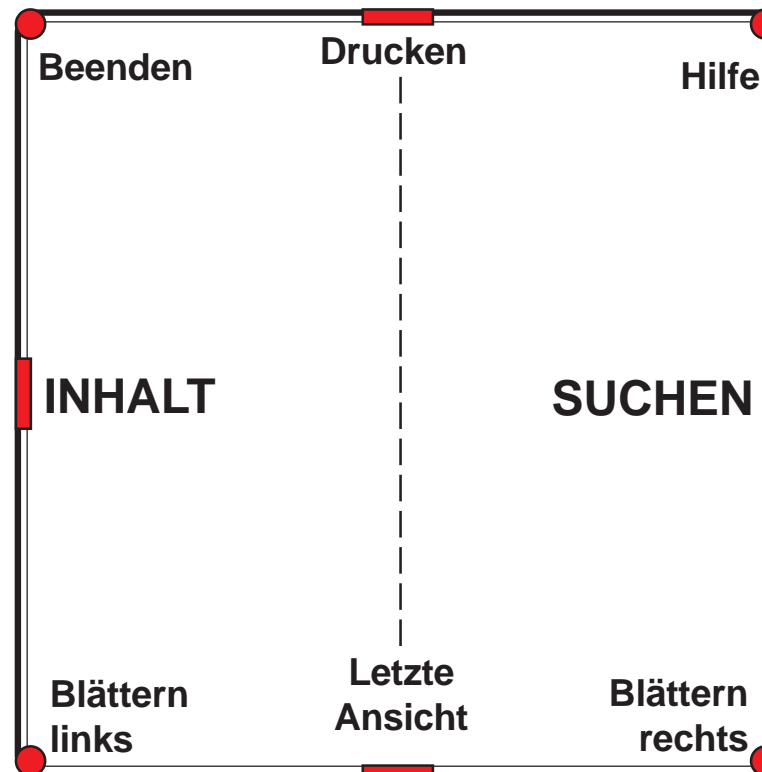 Beenden
Drucken
Hilfe
INHALT
SUCHEN
Blättern
links
Letzte
Ansicht
Blättern
rechts